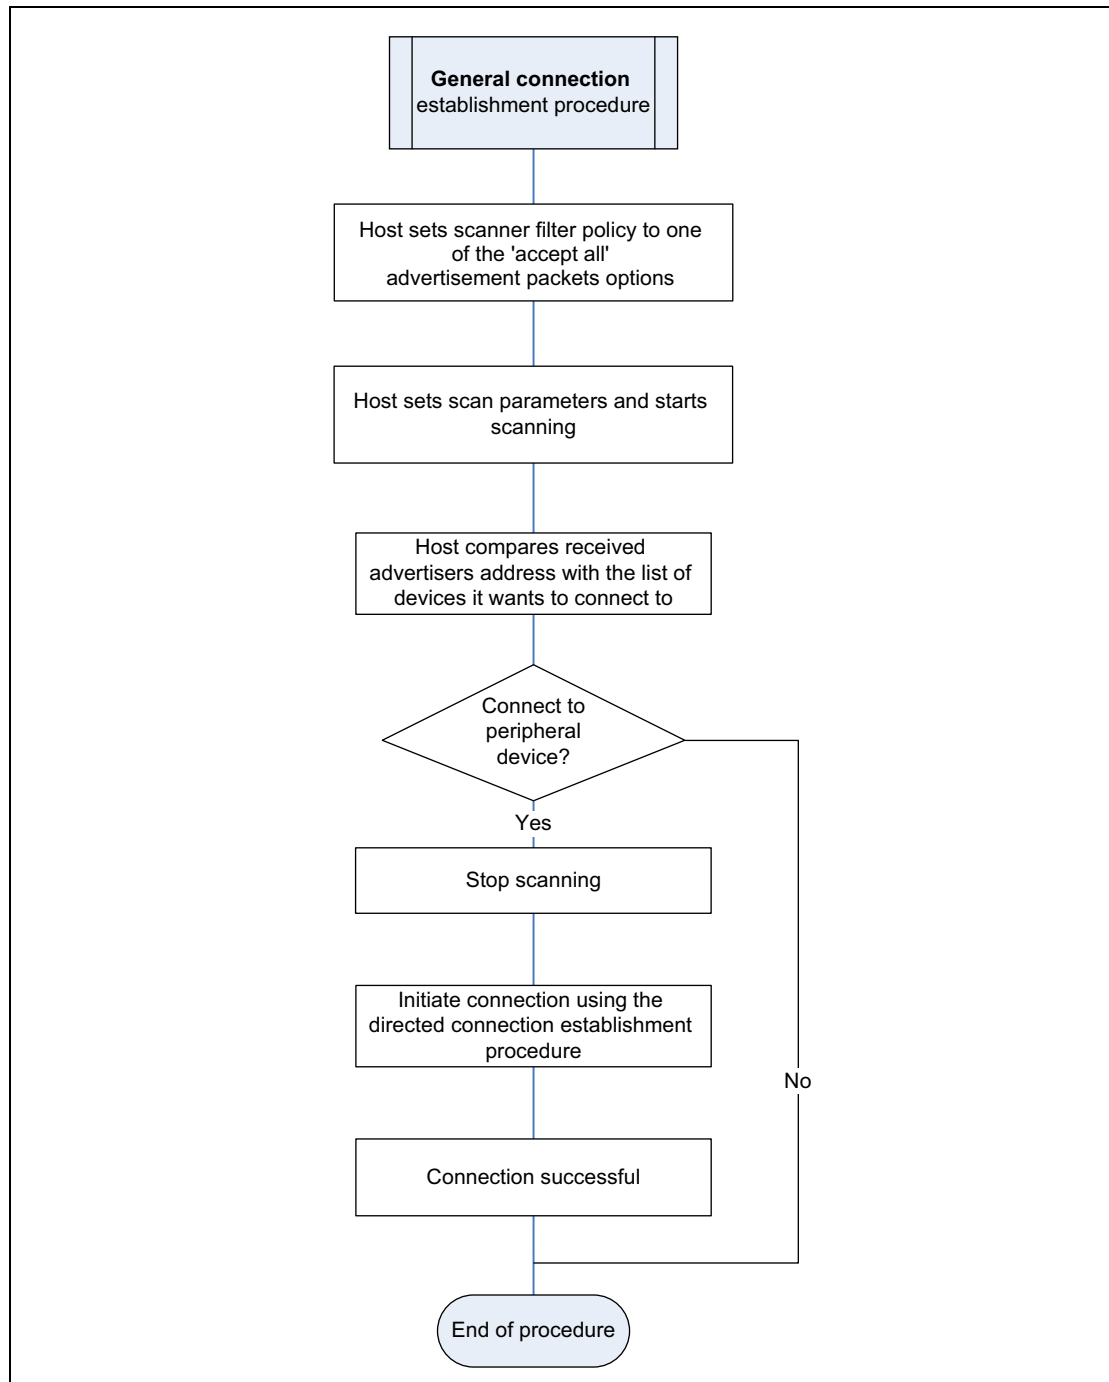 General connection
establishment procedure
Host sets scanner filter policy to one
of the 'accept all'
advertisement packets options
Host sets scan parameters and starts
scanning
Host compares received
advertisers address with the list of
devices it wants to connect to
Connect to
peripheral
device?
Yes
Stop scanning
Initiate connection using the
directed connection establishment
procedure
No
Connection successful
End of procedure